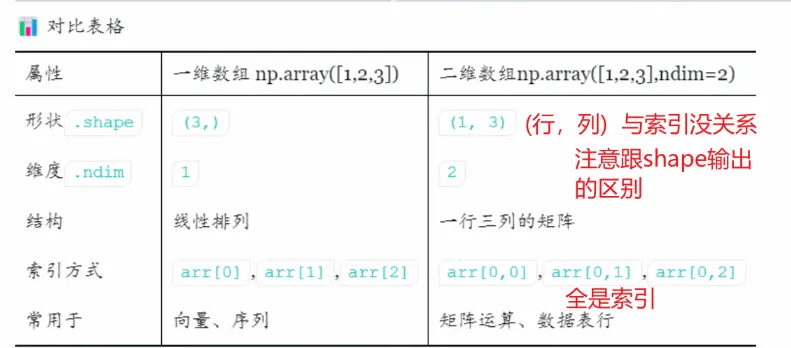 📊 对比表格
属性 一维数组 np.array([1,2,3]) 二维数组np.array([1,2,3],ndim=2)
形状 .shape (3,) (1, 3) (行，列) 与索引没关系
注意跟shape输出
的区别
维度 .ndim 1 2
结构 线性排列 一行三列的矩阵
索引方式 arr[0] , arr[1] , arr[2] arr[0,0] , arr[0,1] , arr[0,2]
全是索引
常用于 向量、序列 矩阵运算、数据表行